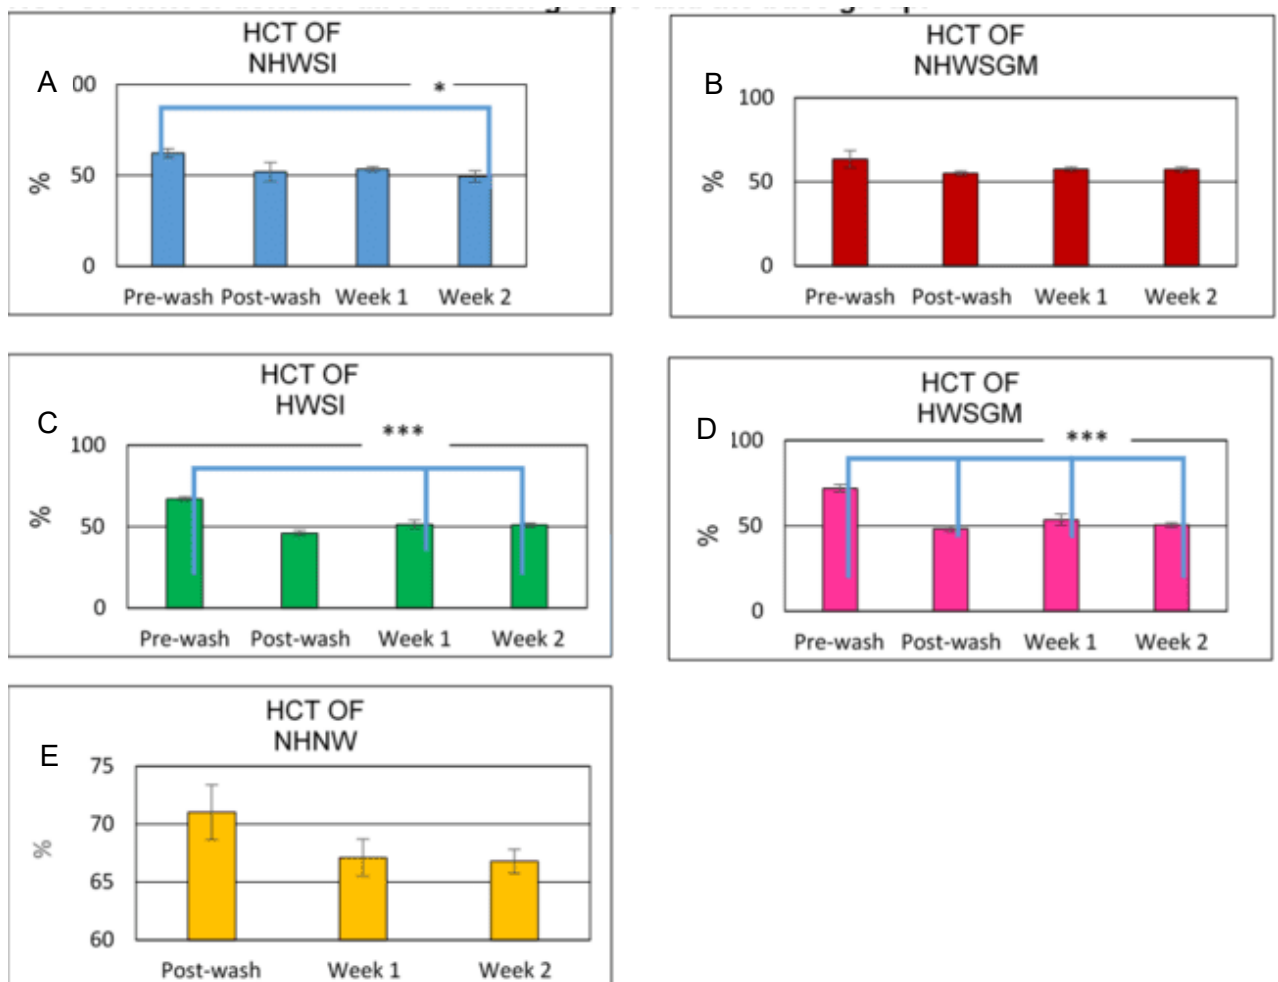 HCT OF
NHWSI
A
00
*
50
%
0
Pre-wash Post-wash Week 1 Week 2
HCT OF
NHWSGM
B
100
50
%
0
Pre-wash Post-wash Week 1 Week 2
HCT OF
HWSI
C
***
100
50
%
0
Pre-wash Post-wash Week 1 Week 2
HCT OF
HWSGM
D
***
100
50
%
0
Pre-wash Post-wash Week 1 Week 2
HCT OF
NHNW
E
75
70
%
65
60
Post-wash Week 1 Week 2